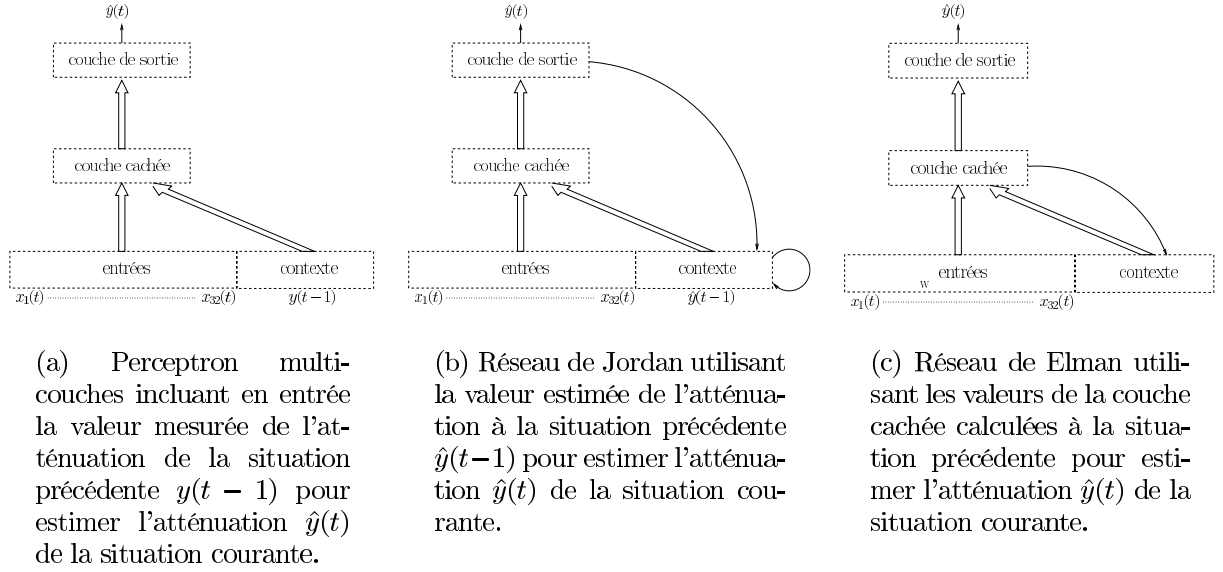 ŷ(t)
couche de sortie
couche cachée
entrées
contexte
x₁(t)
x₃₂(t)
y(t−1)
(a) Perceptron multi-
couches incluant en entrée
la valeur mesurée de l'at-
ténuation de la situation
précédente y(t − 1) pour
estimer l'atténuation ŷ(t)
de la situation courante.
ŷ(t)
couche de sortie
couche cachée
entrées
contexte
x₁(t)
x₃₂(t)
ŷ(t−1)
(b) Réseau de Jordan utilisant
la valeur estimée de l'atténua-
tion à la situation précédente
ŷ(t−1) pour estimer l'atténua-
tion ŷ(t) de la situation cou-
rante.
ŷ(t)
couche de sortie
couche cachée
entrées
contexte
w
x₁(t)
x₃₂(t)
(c) Réseau de Elman utili-
sant les valeurs de la couche
cachée calculées à la situa-
tion précédente pour esti-
mer l'atténuation ŷ(t) de la
situation courante.